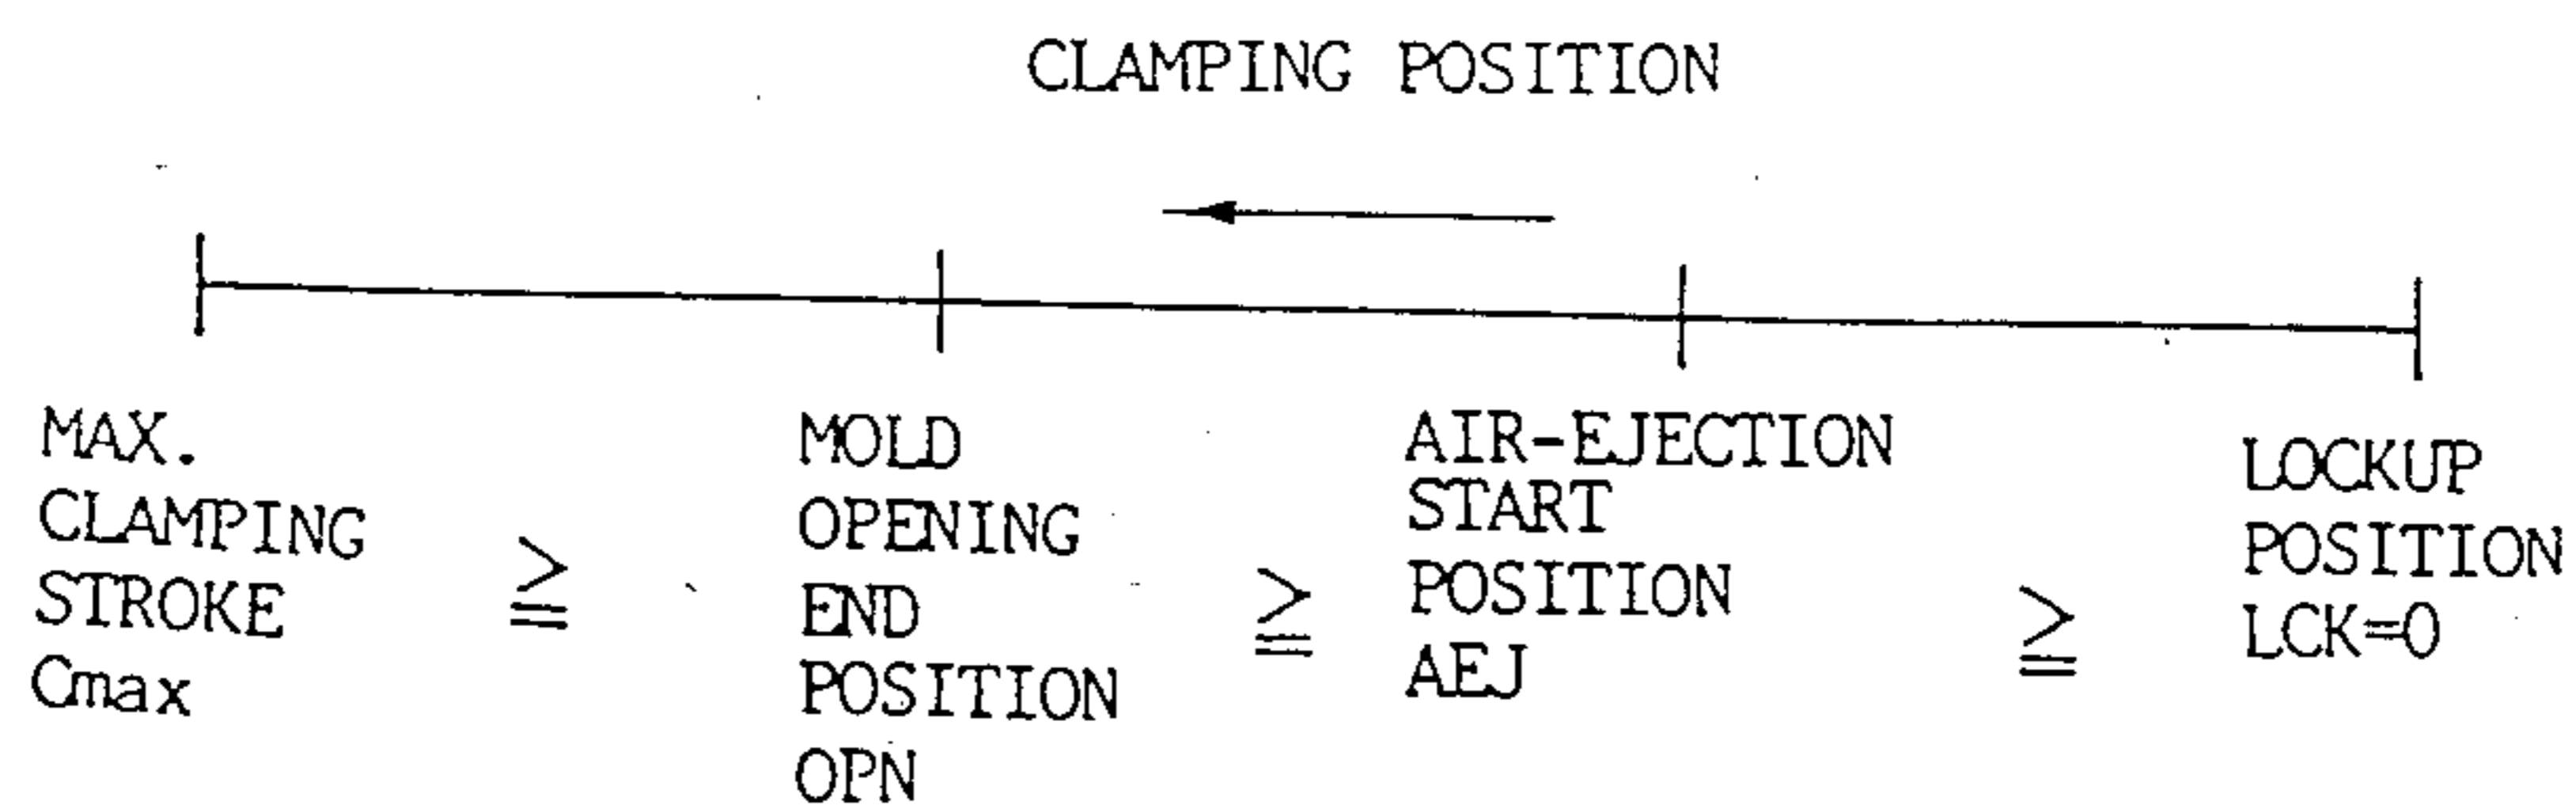 CLAMPING POSITION
MAX.
CLAMPING
STROKE
Cmax
≧
MOLD
OPENING
END
POSITION
OPN
≧
AIR-EJECTION
START
POSITION
AEJ
≧
LOCKUP
POSITION
LCK=0